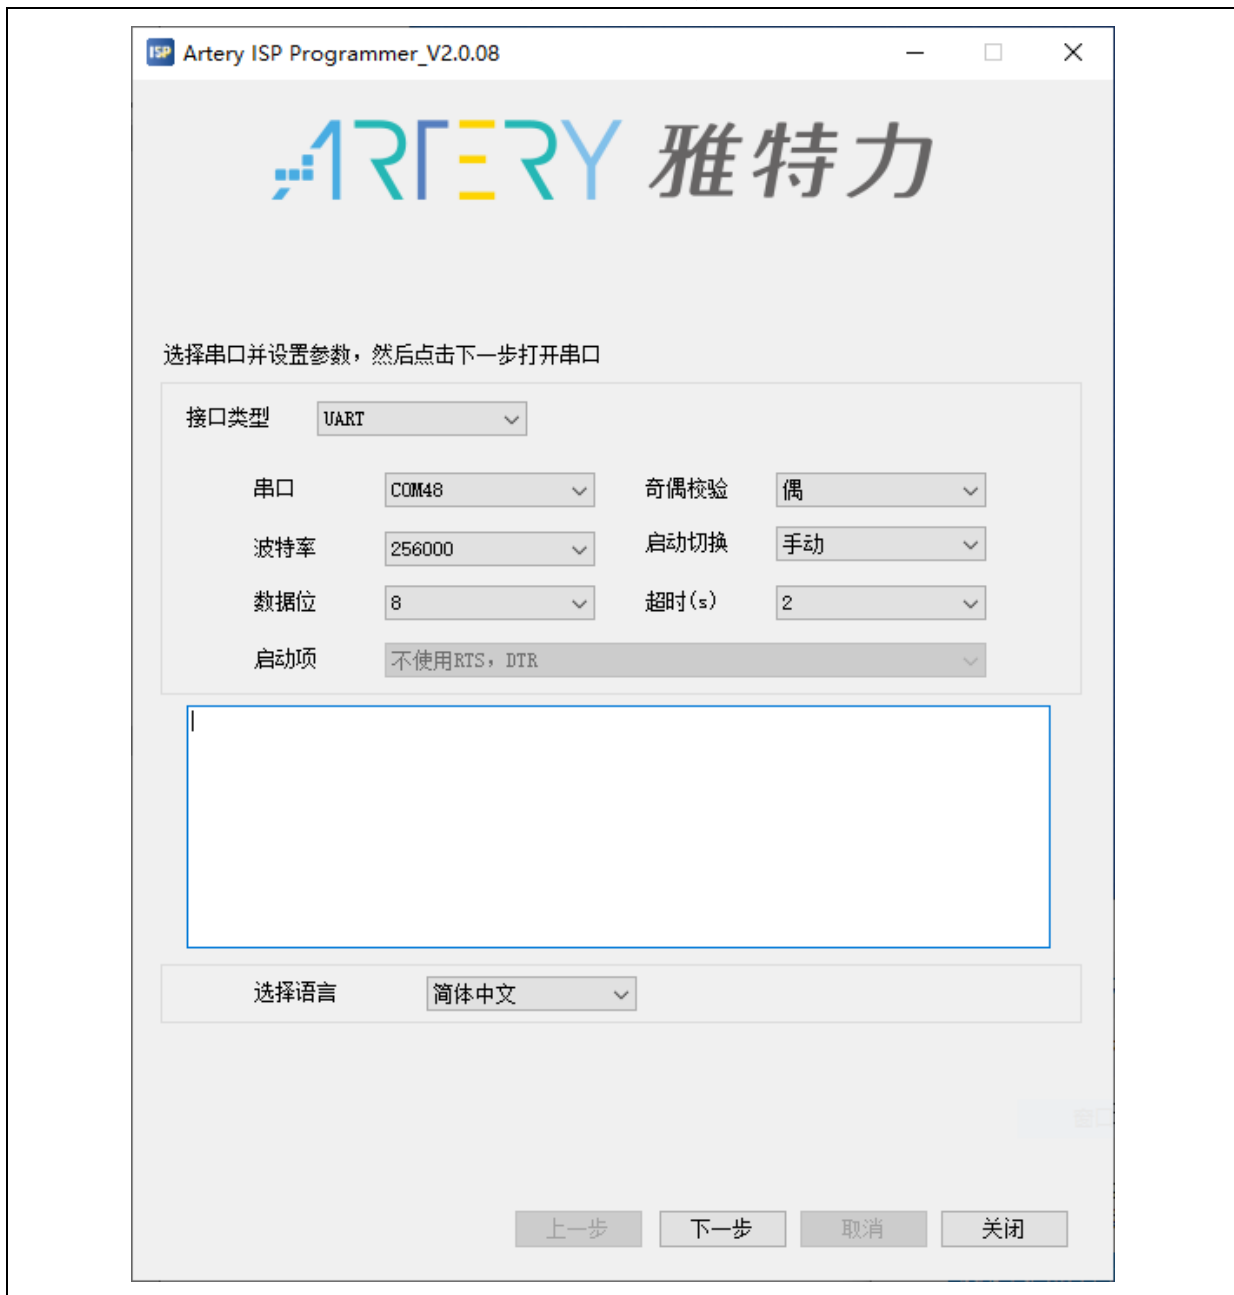 ISP Artery ISP Programmer_V2.0.08
ARTERY 雅特力
选择串口并设置参数，然后点击下一步打开串口
接口类型 UART
串口 COM48 奇偶校验 偶
波特率 256000 启动切换 手动
数据位 8 超时(s) 2
启动项 不使用RTS，DTR
选择语言 简体中文
上一步 下一步 取消 关闭